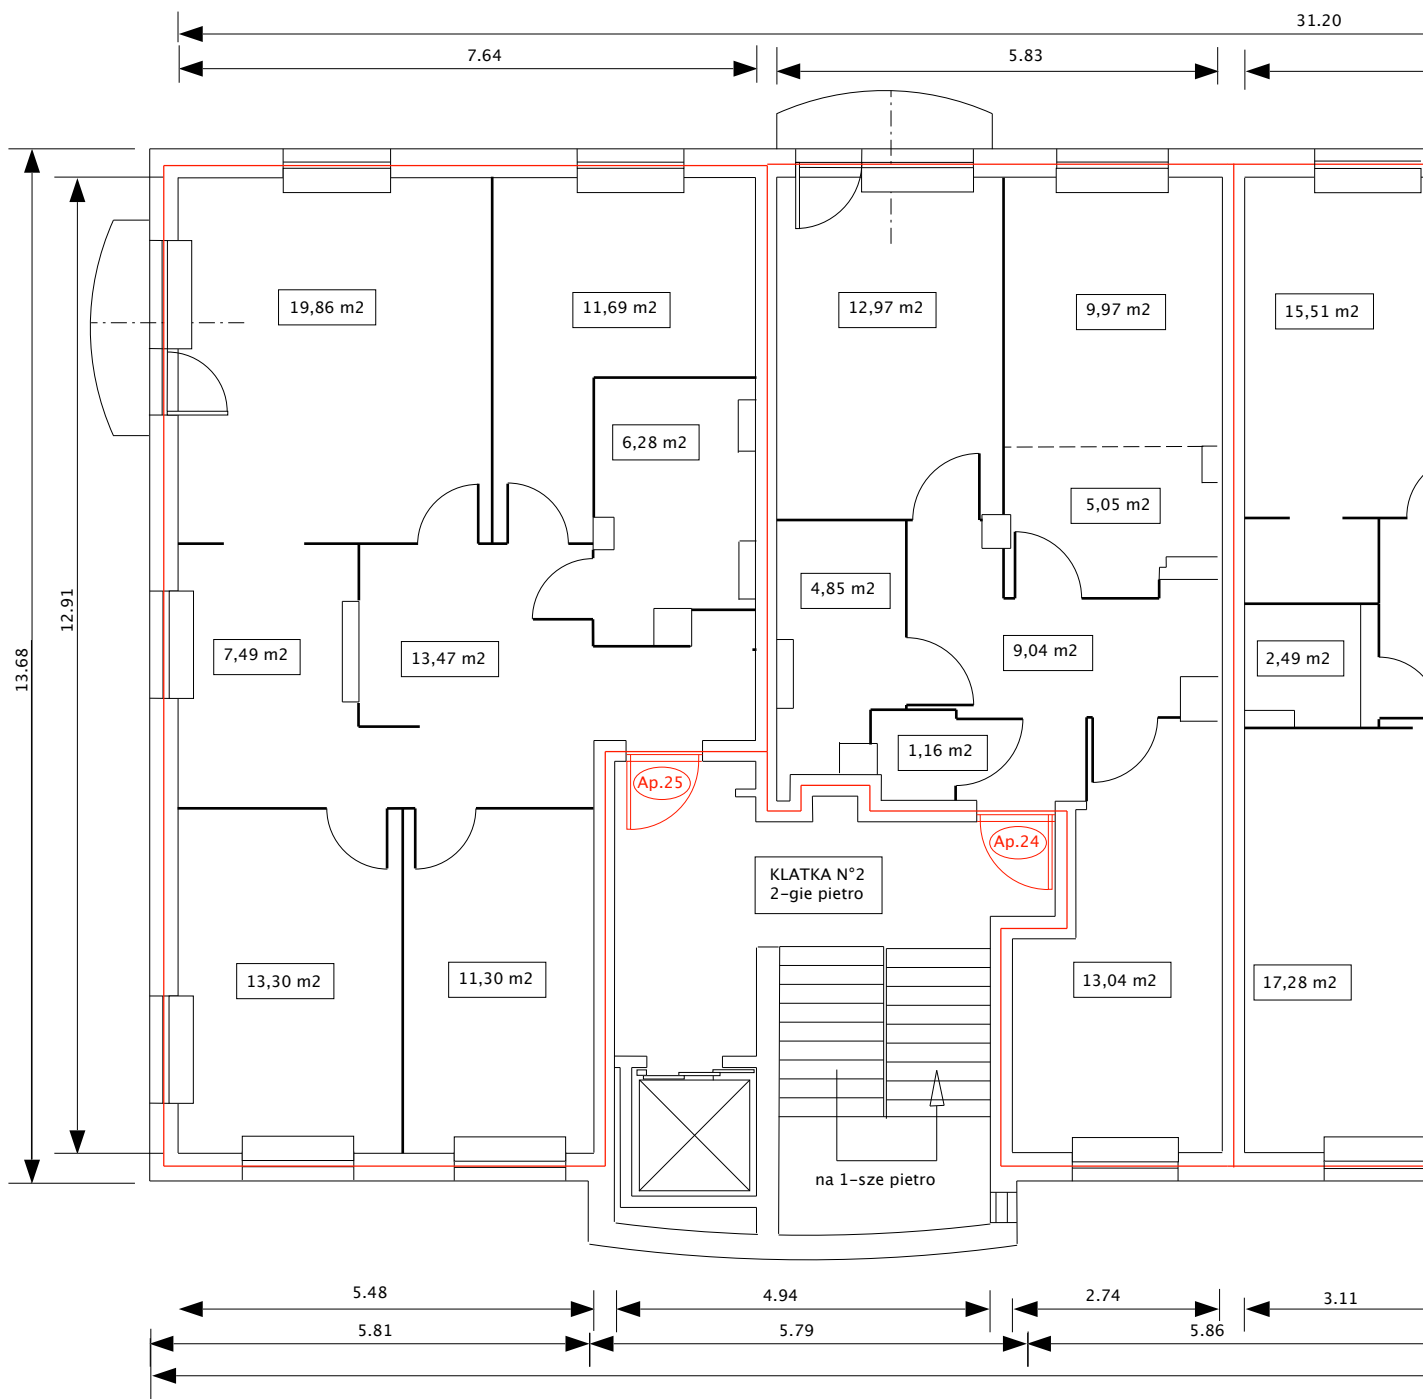 31.20
7.64
5.83
19,86 m2
11,69 m2
12,97 m2
9,97 m2
15,51 m2
6,28 m2
5,05 m2
4,85 m2
12.91
13.68
7,49 m2
13,47 m2
9,04 m2
2,49 m2
1,16 m2
Ap.25
Ap.24
KLATKA N°2
2-gie pietro
13,30 m2
11,30 m2
13,04 m2
17,28 m2
na 1-sze pietro
5.48
4.94
2.74
3.11
5.81
5.79
5.86